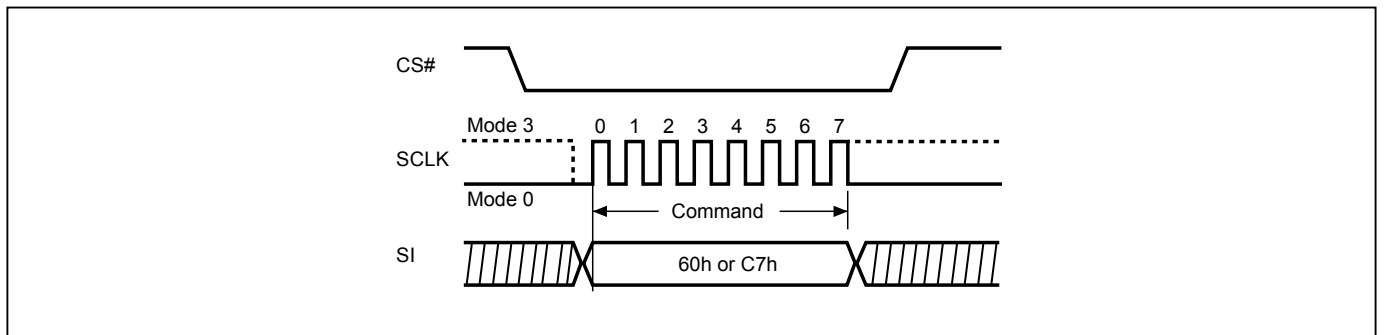 CS#
Mode 3
0 1 2 3 4 5 6 7
SCLK
Mode 0
Command
SI
60h or C7h